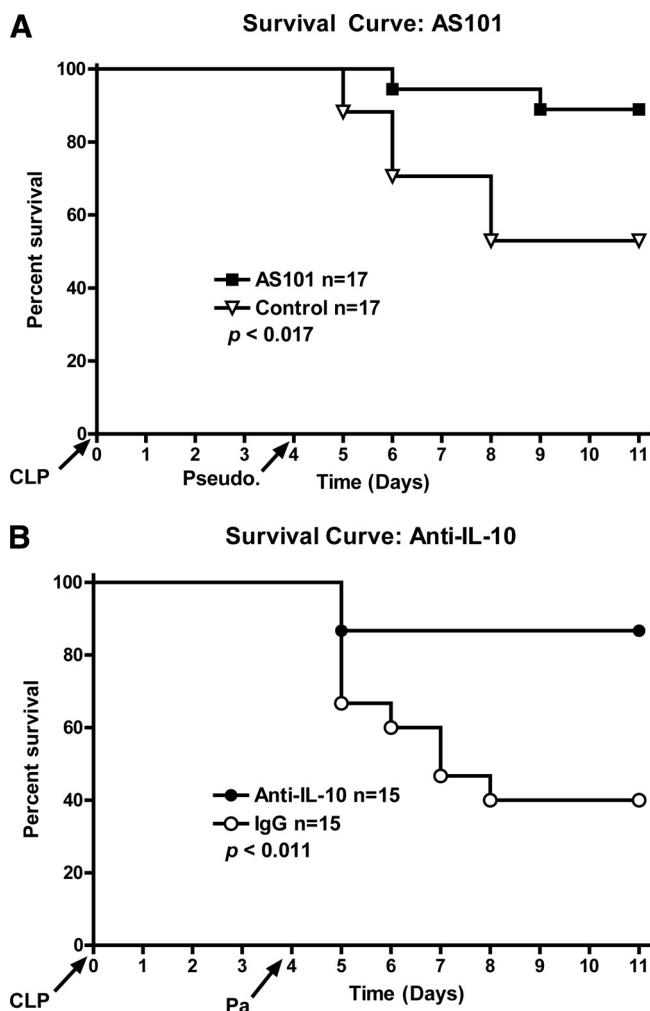 A
Survival Curve: AS101
Percent survival
100
80
60
40
20
0
AS101 n=17
Control n=17
p < 0.017
0 1 2 3 4 5 6 7 8 9 10 11
CLP
Pseudo.
Time (Days)
B
Survival Curve: Anti-IL-10
Percent survival
100
80
60
40
20
0
Anti-IL-10 n=15
IgG n=15
p < 0.011
0 1 2 3 4 5 6 7 8 9 10 11
CLP
Pa
Time (Days)